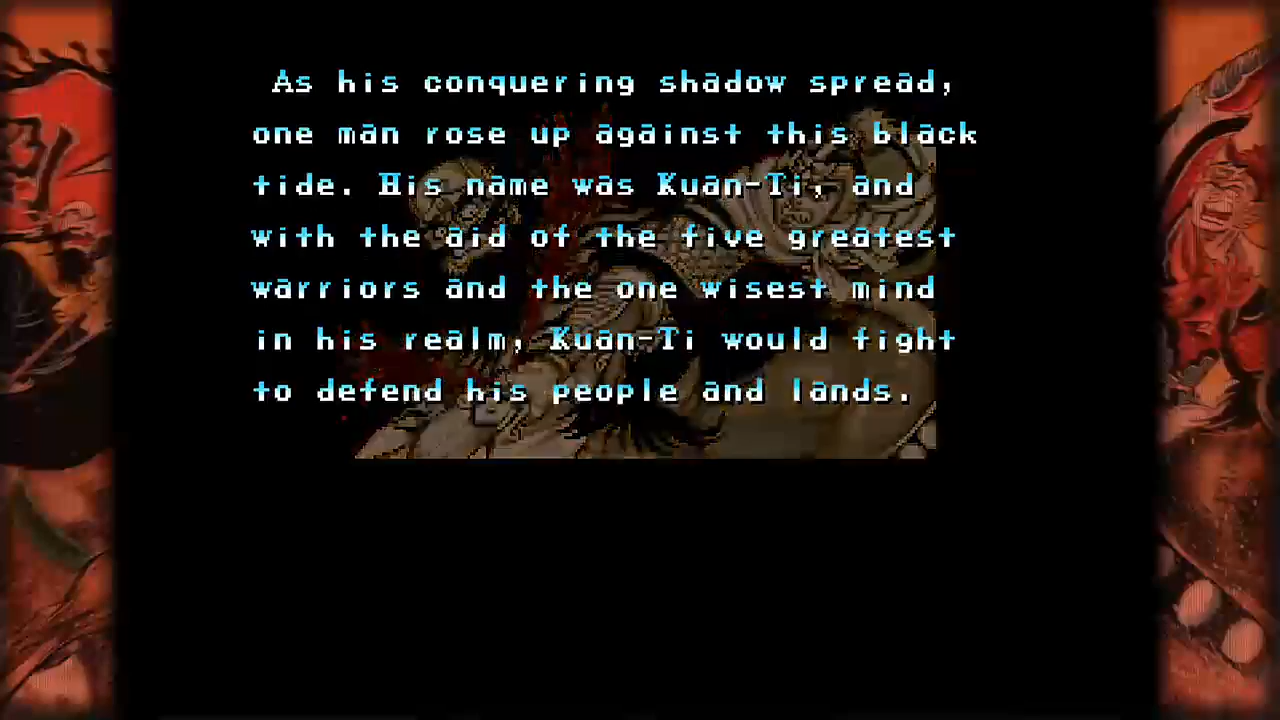 As his conquering shadow spread,
one man rose up against this black
tide. His name was Kuan-Ti, and
with the aid of the five greatest
warriors and the one wisest mind
in his realm, Kuan-Ti would fight
to defend his people and lands.